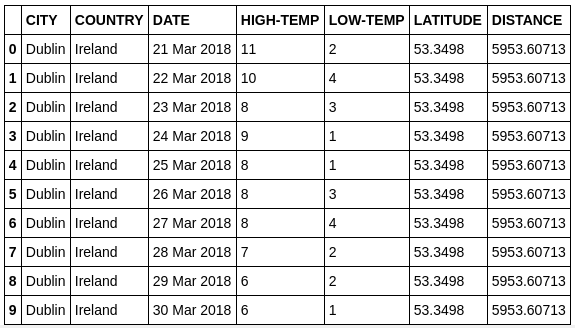 CITY COUNTRY DATE HIGH-TEMP LOW-TEMP LATITUDE DISTANCE
0 Dublin Ireland 21 Mar 2018 11 2 53.3498 5953.60713
1 Dublin Ireland 22 Mar 2018 10 4 53.3498 5953.60713
2 Dublin Ireland 23 Mar 2018 8 3 53.3498 5953.60713
3 Dublin Ireland 24 Mar 2018 9 1 53.3498 5953.60713
4 Dublin Ireland 25 Mar 2018 8 1 53.3498 5953.60713
5 Dublin Ireland 26 Mar 2018 8 3 53.3498 5953.60713
6 Dublin Ireland 27 Mar 2018 8 4 53.3498 5953.60713
7 Dublin Ireland 28 Mar 2018 7 2 53.3498 5953.60713
8 Dublin Ireland 29 Mar 2018 6 2 53.3498 5953.60713
9 Dublin Ireland 30 Mar 2018 6 1 53.3498 5953.60713